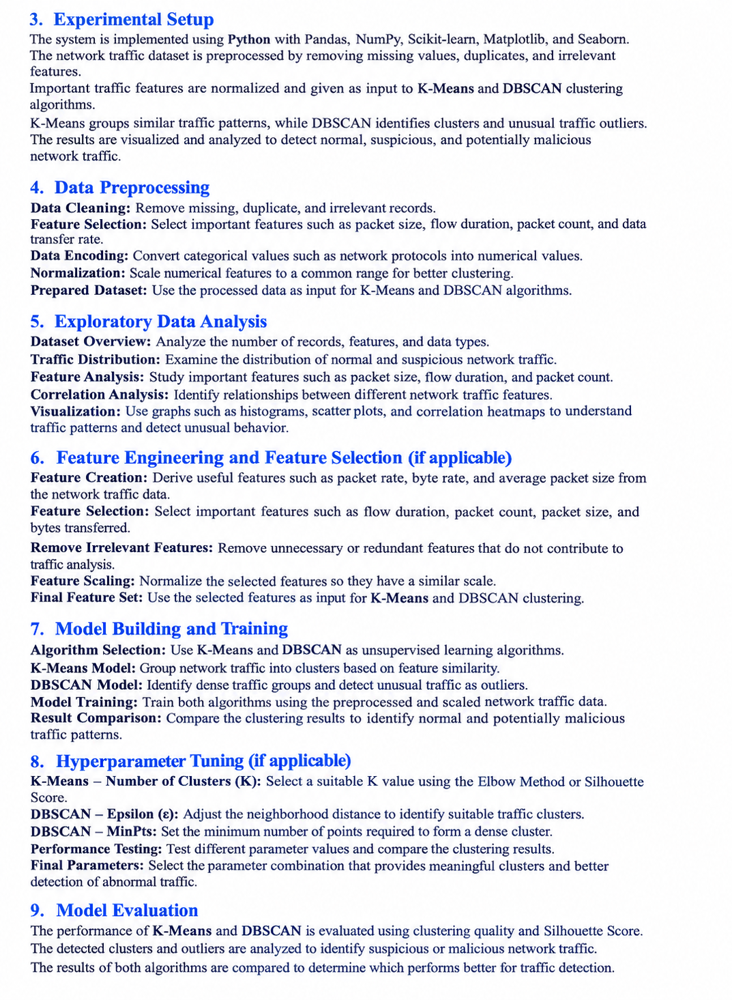 3. Experimental Setup
The system is implemented using Python with Pandas, NumPy, Scikit-learn, Matplotlib, and Seaborn.
The network traffic dataset is preprocessed by removing missing values, duplicates, and irrelevant
features.
Important traffic features are normalized and given as input to K-Means and DBSCAN clustering
algorithms.
K-Means groups similar traffic patterns, while DBSCAN identifies clusters and unusual traffic outliers.
The results are visualized and analyzed to detect normal, suspicious, and potentially malicious
network traffic.
4. Data Preprocessing
Data Cleaning: Remove missing, duplicate, and irrelevant records.
Feature Selection: Select important features such as packet size, flow duration, packet count, and data
transfer rate.
Data Encoding: Convert categorical values such as network protocols into numerical values.
Normalization: Scale numerical features to a common range for better clustering.
Prepared Dataset: Use the processed data as input for K-Means and DBSCAN algorithms.
5. Exploratory Data Analysis
Dataset Overview: Analyze the number of records, features, and data types.
Traffic Distribution: Examine the distribution of normal and suspicious network traffic.
Feature Analysis: Study important features such as packet size, flow duration, and packet count.
Correlation Analysis: Identify relationships between different network traffic features.
Visualization: Use graphs such as histograms, scatter plots, and correlation heatmaps to understand
traffic patterns and detect unusual behavior.
6. Feature Engineering and Feature Selection (if applicable)
Feature Creation: Derive useful features such as packet rate, byte rate, and average packet size from
the network traffic data.
Feature Selection: Select important features such as flow duration, packet count, packet size, and
bytes transferred.
Remove Irrelevant Features: Remove unnecessary or redundant features that do not contribute to
traffic analysis.
Feature Scaling: Normalize the selected features so they have a similar scale.
Final Feature Set: Use the selected features as input for K-Means and DBSCAN clustering.
7. Model Building and Training
Algorithm Selection: Use K-Means and DBSCAN as unsupervised learning algorithms.
K-Means Model: Group network traffic into clusters based on feature similarity.
DBSCAN Model: Identify dense traffic groups and detect unusual traffic as outliers.
Model Training: Train both algorithms using the preprocessed and scaled network traffic data.
Result Comparison: Compare the clustering results to identify normal and potentially malicious
traffic patterns.
8. Hyperparameter Tuning (if applicable)
K-Means – Number of Clusters (K): Select a suitable K value using the Elbow Method or Silhouette
Score.
DBSCAN – Epsilon (ε): Adjust the neighborhood distance to identify suitable traffic clusters.
DBSCAN – MinPts: Set the minimum number of points required to form a dense cluster.
Performance Testing: Test different parameter values and compare the clustering results.
Final Parameters: Select the parameter combination that provides meaningful clusters and better
detection of abnormal traffic.
9. Model Evaluation
The performance of K-Means and DBSCAN is evaluated using clustering quality and Silhouette Score.
The detected clusters and outliers are analyzed to identify suspicious or malicious network traffic.
The results of both algorithms are compared to determine which performs better for traffic detection.